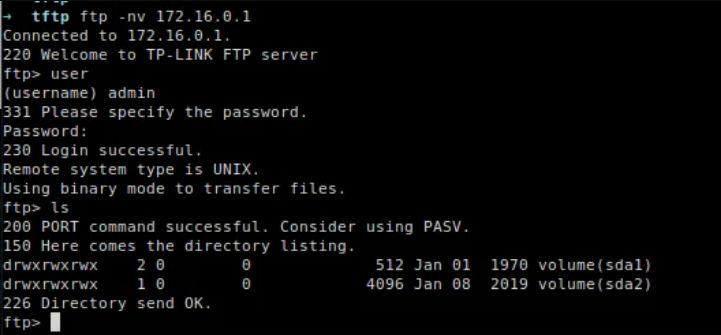 →  tftp ftp -nv 172.16.0.1
Connected to 172.16.0.1.
220 Welcome to TP-LINK FTP server
ftp> user
(username) admin
331 Please specify the password.
Password:
230 Login successful.
Remote system type is UNIX.
Using binary mode to transfer files.
ftp> ls
200 PORT command successful. Consider using PASV.
150 Here comes the directory listing.
drwxrwxrwx    2 0        0             512 Jan 01  1970 volume(sda1)
drwxrwxrwx    1 0        0            4096 Jan 08  2019 volume(sda2)
226 Directory send OK.
ftp>